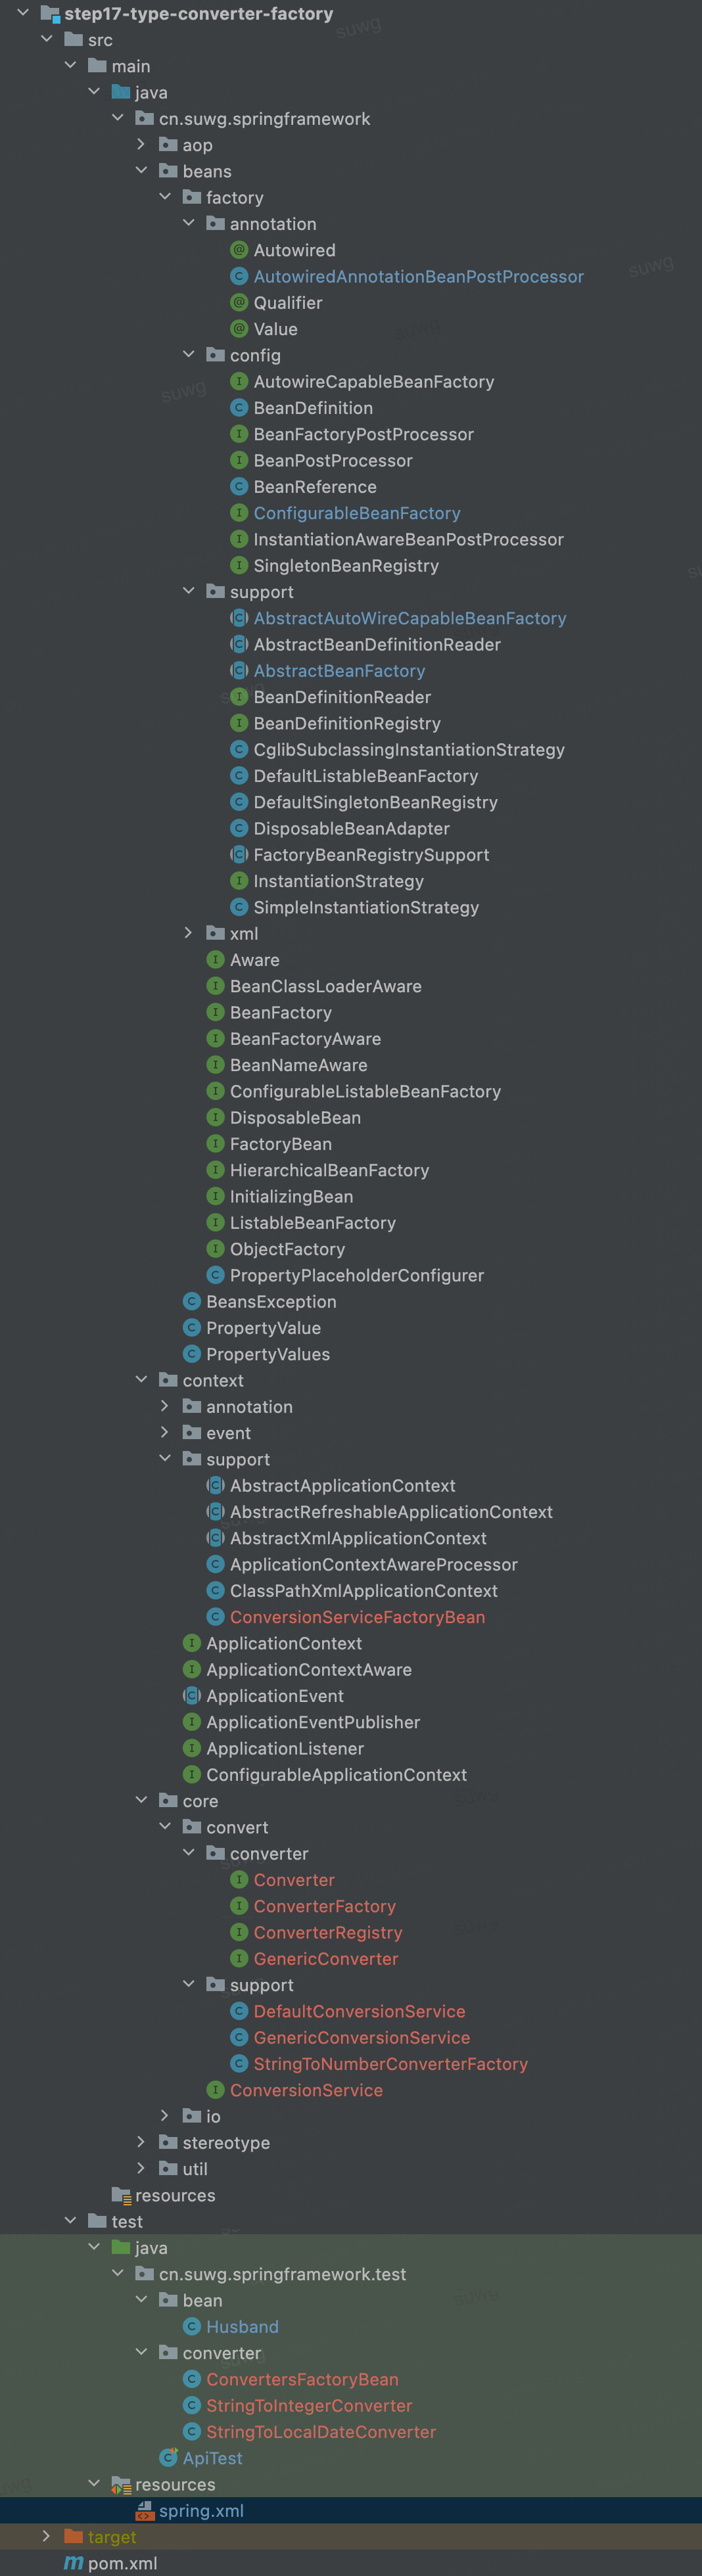 step17-type-converter-factory
src
main
java
cn.suwg.springframework
aop
beans
factory
annotation
Autowired
AutowiredAnnotationBeanPostProcessor
Qualifier
Value
config
AutowireCapableBeanFactory
BeanDefinition
BeanFactoryPostProcessor
BeanPostProcessor
BeanReference
ConfigurableBeanFactory
InstantiationAwareBeanPostProcessor
SingletonBeanRegistry
support
AbstractAutoWireCapableBeanFactory
AbstractBeanDefinitionReader
AbstractBeanFactory
BeanDefinitionReader
BeanDefinitionRegistry
CglibSubclassingInstantiationStrategy
DefaultListableBeanFactory
DefaultSingletonBeanRegistry
DisposableBeanAdapter
FactoryBeanRegistrySupport
InstantiationStrategy
SimpleInstantiationStrategy
xml
Aware
BeanClassLoaderAware
BeanFactory
BeanFactoryAware
BeanNameAware
ConfigurableListableBeanFactory
DisposableBean
FactoryBean
HierarchicalBeanFactory
InitializingBean
ListableBeanFactory
ObjectFactory
PropertyPlaceholderConfigurer
BeansException
PropertyValue
PropertyValues
context
annotation
event
support
AbstractApplicationContext
AbstractRefreshableApplicationContext
AbstractXmlApplicationContext
ApplicationContextAwareProcessor
ClassPathXmlApplicationContext
ConversionServiceFactoryBean
ApplicationContext
ApplicationContextAware
ApplicationEvent
ApplicationEventPublisher
ApplicationListener
ConfigurableApplicationContext
core
convert
converter
Converter
ConverterFactory
ConverterRegistry
GenericConverter
support
DefaultConversionService
GenericConversionService
StringToNumberConverterFactory
ConversionService
io
stereotype
util
resources
test
java
cn.suwg.springframework.test
bean
Husband
converter
ConvertersFactoryBean
StringToIntegerConverter
StringToLocalDateConverter
ApiTest
resources
spring.xml
target
pom.xml